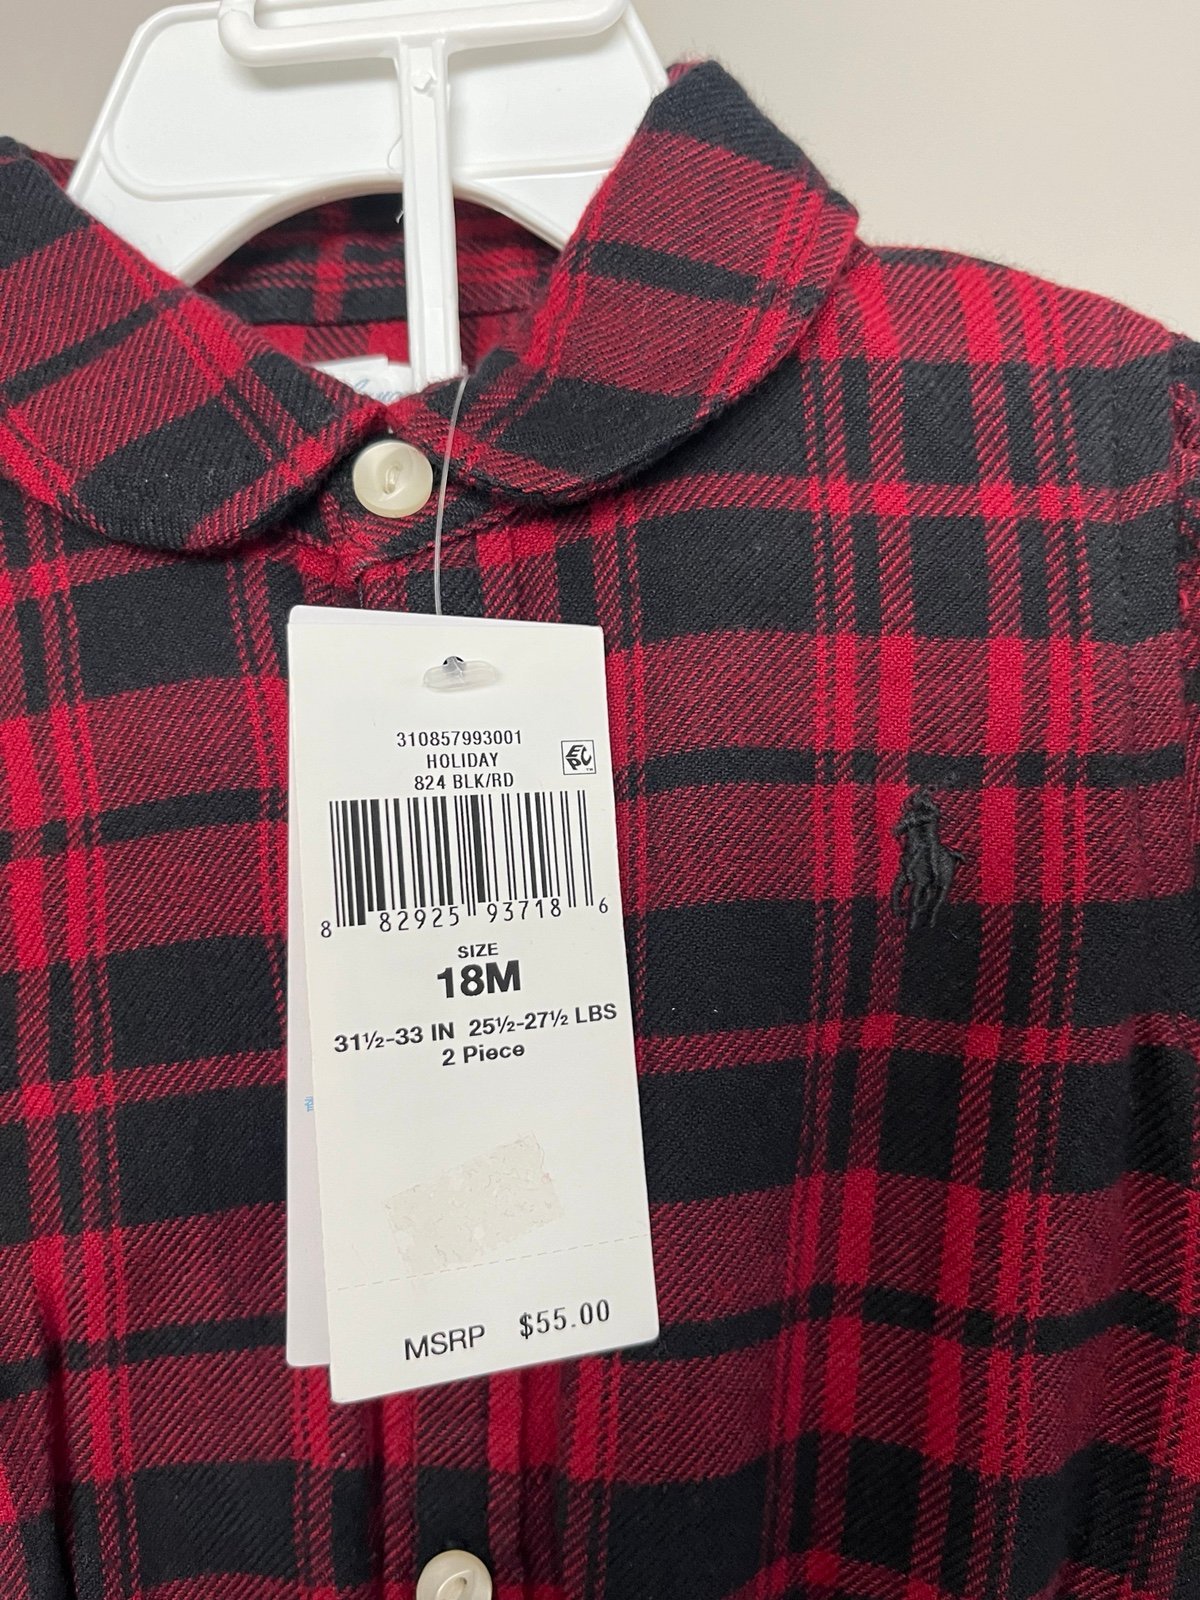 310857993001
HOLIDAY
824 BLK/RD
EPC
8 82925 93718 6
SIZE
18M
31½-33 IN 25½-27½ LBS
2 Piece
MSRP $55.00